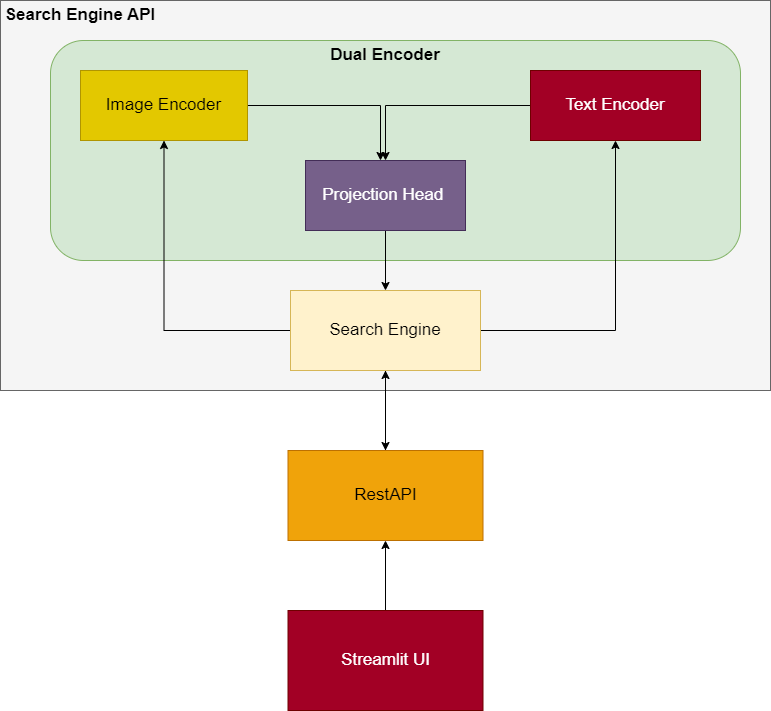 Search Engine API
Dual Encoder
Image Encoder
Text Encoder
Projection Head
Search Engine
RestAPI
Streamlit UI